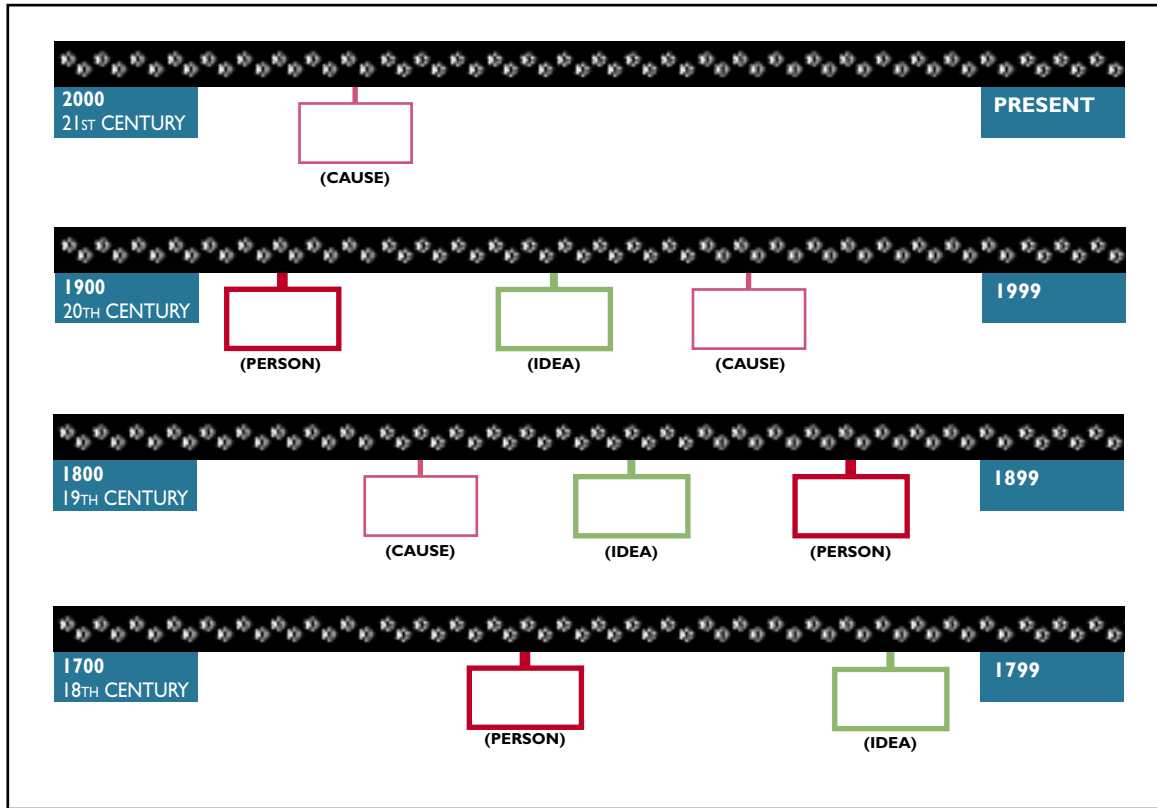 2000
21ST CENTURY
PRESENT
(CAUSE)
1900
20TH CENTURY
1999
(PERSON)
(IDEA)
(CAUSE)
1800
19TH CENTURY
1899
(CAUSE)
(IDEA)
(PERSON)
1700
18TH CENTURY
1799
(PERSON)
(IDEA)